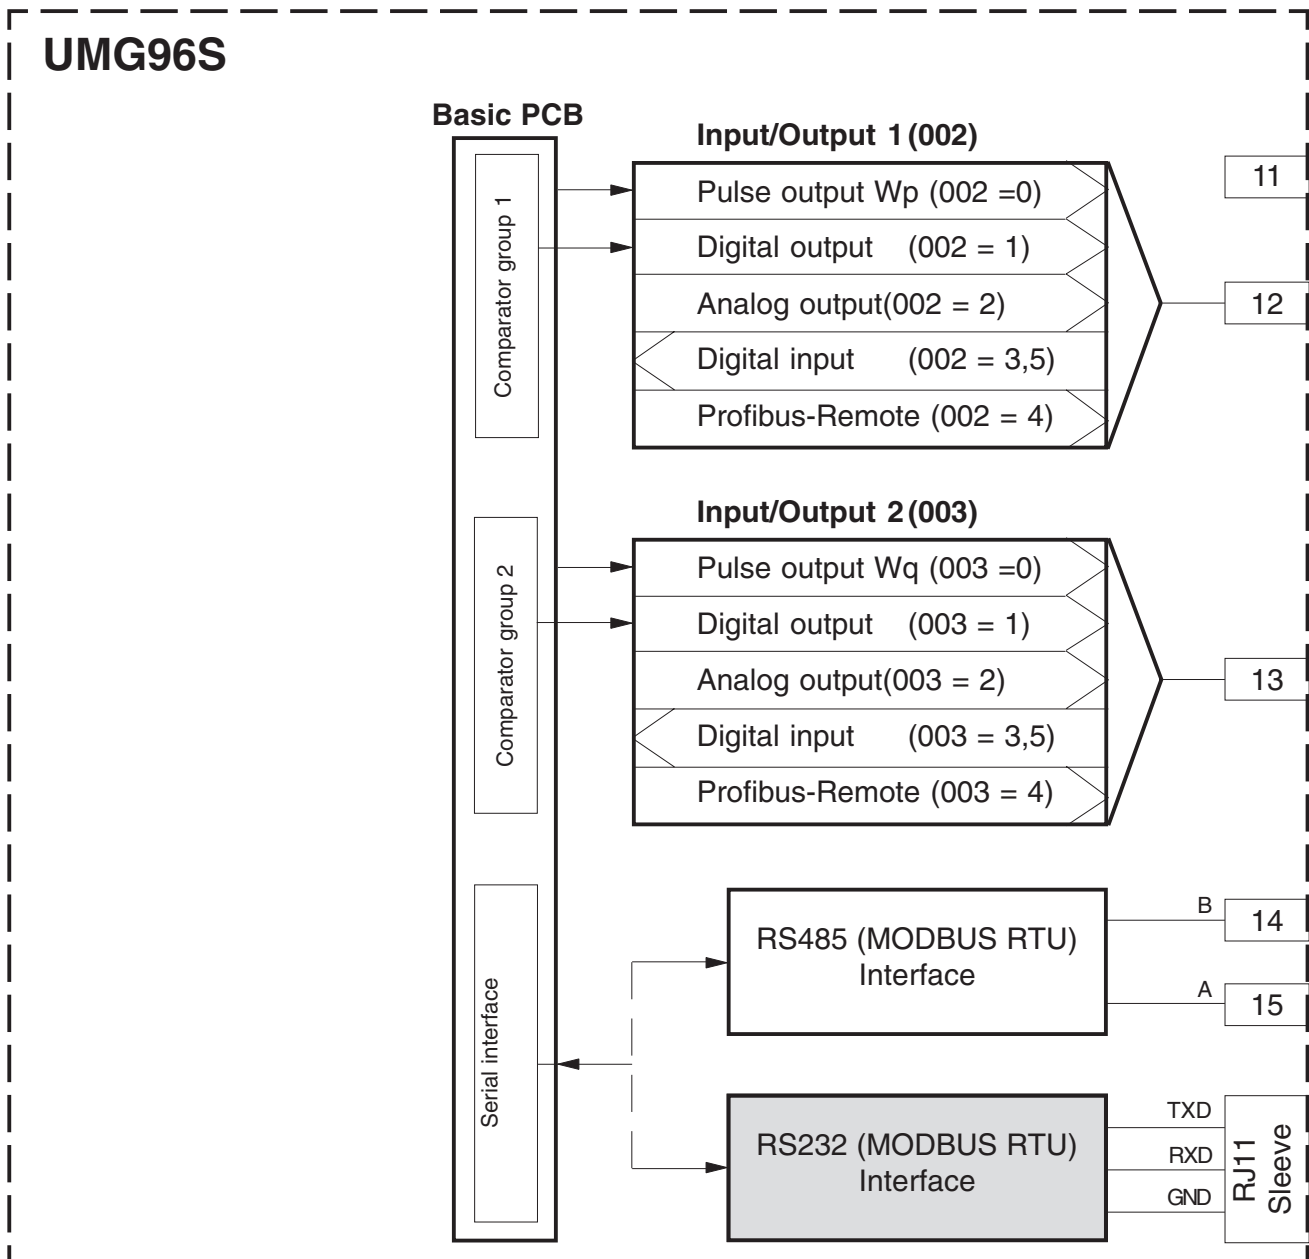 UMG96S
Basic PCB
Comparator group 1
Comparator group 2
Serial interface
Input/Output 1 (002)
Pulse output Wp (002 =0)
Digital output (002 = 1)
Analog output(002 = 2)
Digital input (002 = 3,5)
Profibus-Remote (002 = 4)
11
12
Input/Output 2 (003)
Pulse output Wq (003 =0)
Digital output (003 = 1)
Analog output(003 = 2)
Digital input (003 = 3,5)
Profibus-Remote (003 = 4)
13
RS485 (MODBUS RTU)
Interface
B
14
A
15
RS232 (MODBUS RTU)
Interface
TXD
RXD
GND
RJ11
Sleeve